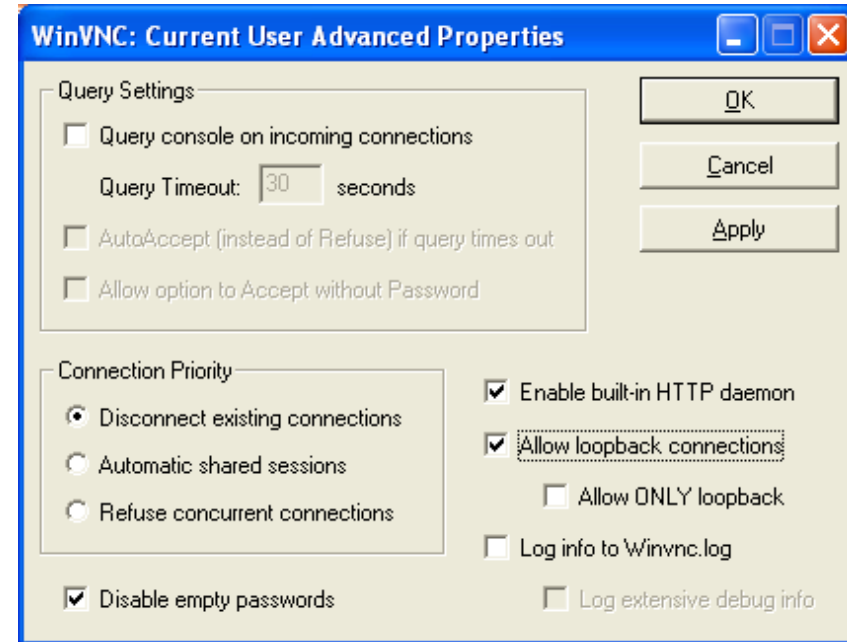 WinVNC: Current User Advanced Properties
Query Settings
Query console on incoming connections
Query Timeout: 30 seconds
AutoAccept (instead of Refuse) if query times out
Allow option to Accept without Password
OK
Cancel
Apply
Connection Priority
Disconnect existing connections
Automatic shared sessions
Refuse concurrent connections
Enable built-in HTTP daemon
Allow loopback connections
Allow ONLY loopback
Log info to Winvnc.log
Log extensive debug info
Disable empty passwords